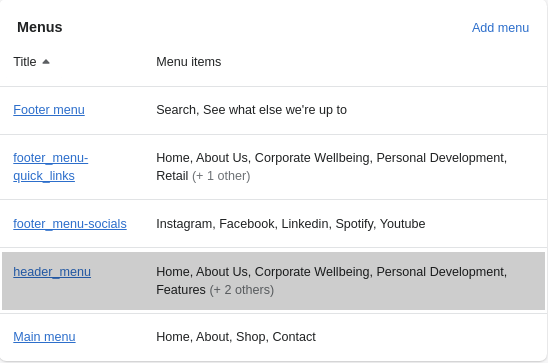 Menus
Add menu
Title
Menu items
Footer menu
Search, See what else we're up to
footer_menu-
quick_links
Home, About Us, Corporate Wellbeing, Personal Development,
Retail (+ 1 other)
footer_menu-socials
Instagram, Facebook, Linkedin, Spotify, Youtube
header_menu
Home, About Us, Corporate Wellbeing, Personal Development,
Features (+ 2 others)
Main menu
Home, About, Shop, Contact